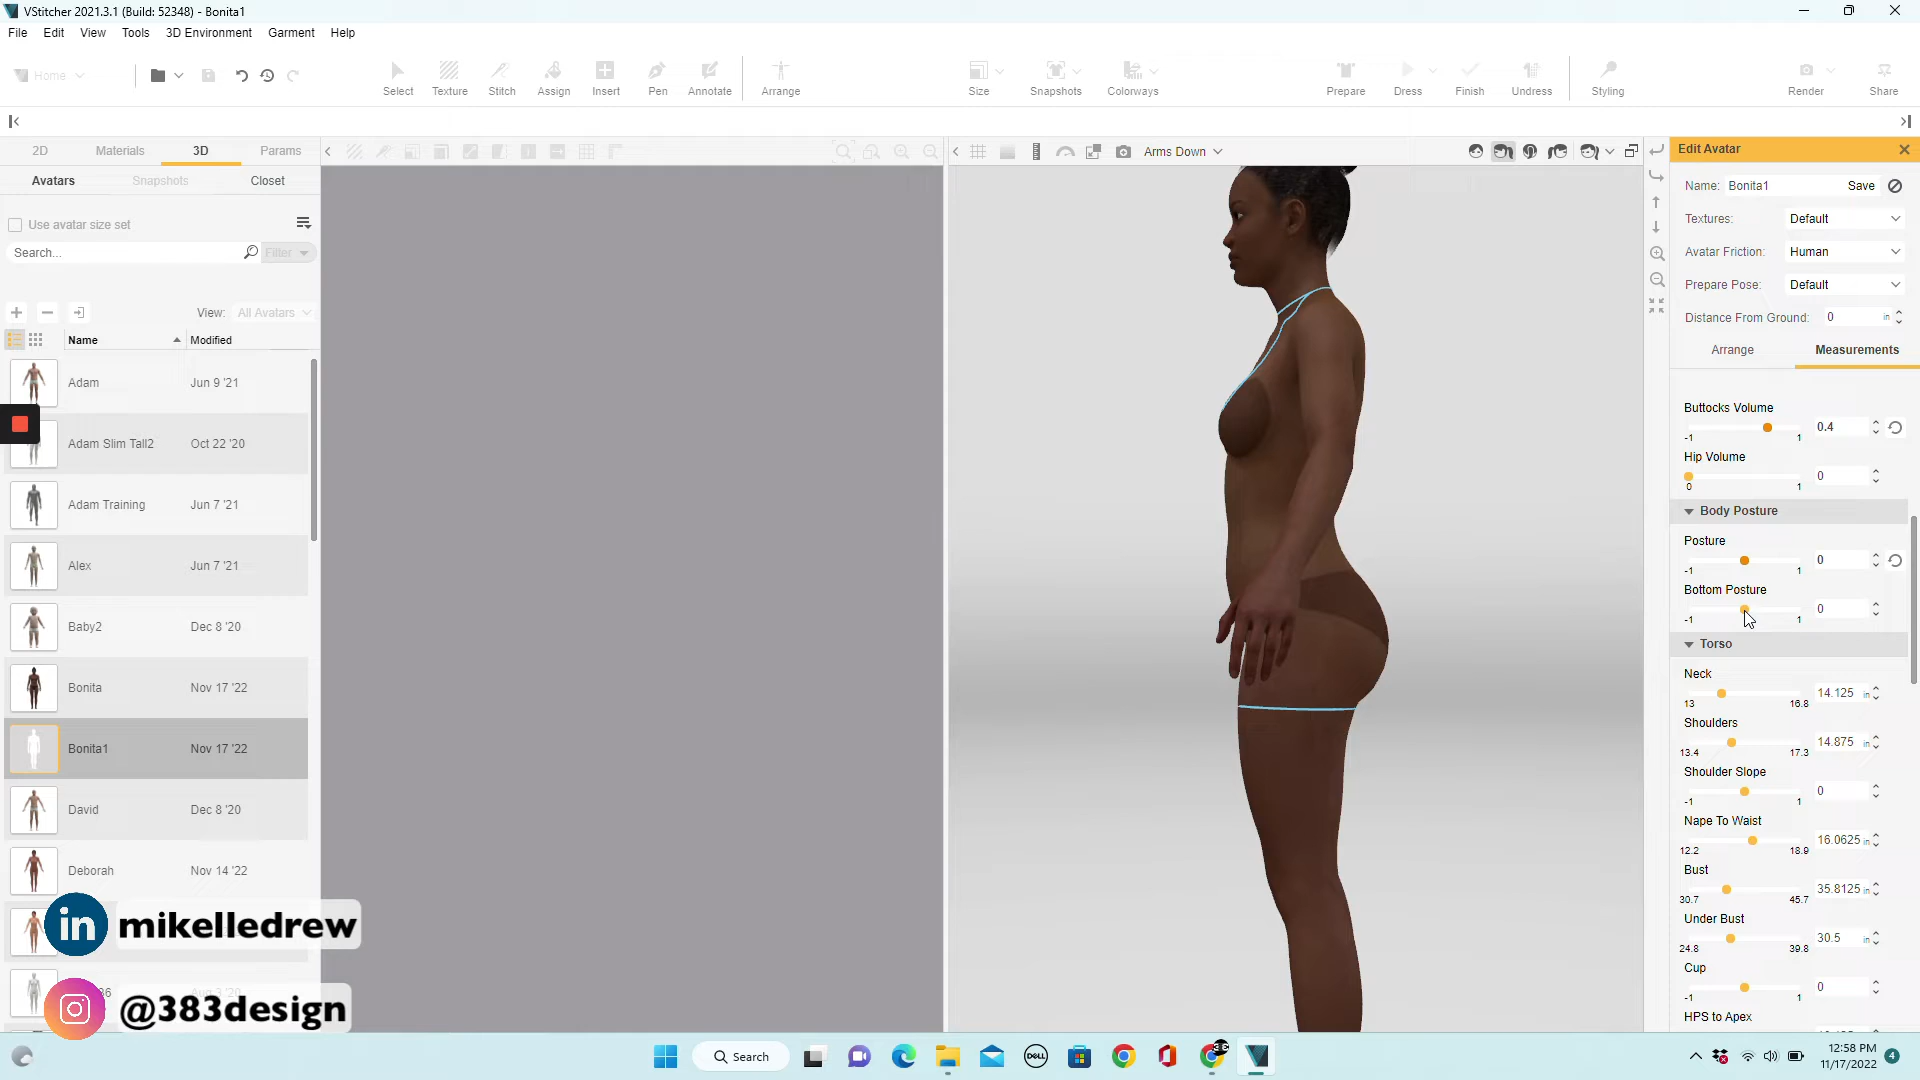 VStitcher 2021.3.1 (Build: 52348) - Bonita1
File Edit View Tools 3D Environment Garment Help
Home
Select Texture Stitch Assign Insert Pen Annotate Arrange Size Snapshots Colorways Prepare Dress Finish Undress Styling Render Share
2D Materials 3D Params
Arms Down
Edit Avatar
Avatars Snapshots Closet
Name: Bonita1 Save
Use avatar size set
Textures: Default
Search... Filter
Avatar Friction: Human
Prepare Pose: Default
View: All Avatars
Distance From Ground: 0 in
Name Modified
Arrange Measurements
Adam Jun 9 '21
Adam Slim Tall2 Oct 22 '20
Adam Training Jun 7 '21
Alex Jun 7 '21
Baby2 Dec 8 '20
Bonita Nov 17 '22
Bonita1 Nov 17 '22
David Dec 8 '20
Deborah Nov 14 '22
Buttocks Volume
0.4
-1 1
Hip Volume
0
0 1
Body Posture
Posture
0
-1 1
Bottom Posture
0
-1 1
Torso
Neck
14.125 in
13 16.8
Shoulders
14.875 in
13.4 17.3
Shoulder Slope
0
-1 1
Nape To Waist
16.0625 in
12.2 18.9
Bust
35.8125 in
30.7 45.7
Under Bust
30.5 in
24.8 39.8
Cup
0
-1 1
HPS to Apex
in mikelledrew
@383design
Search
DELL
12:58 PM
11/17/2022
4